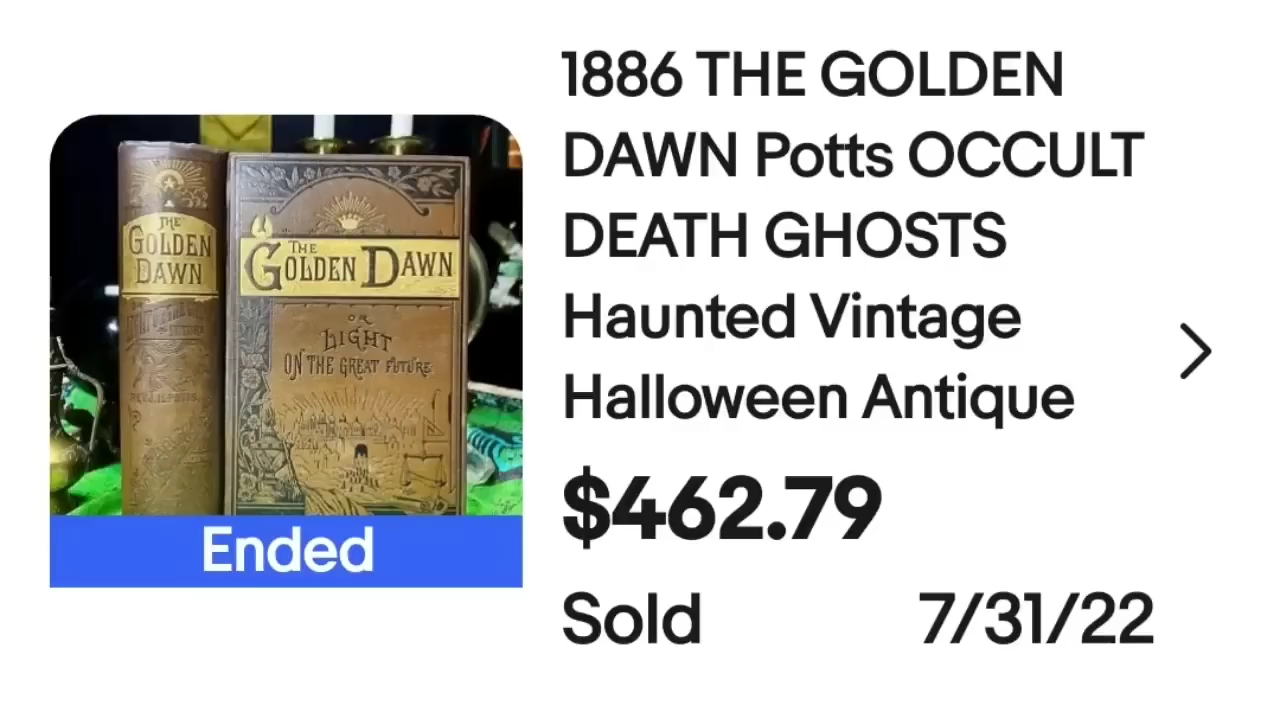 1886 THE GOLDEN
DAWN Potts OCCULT
DEATH GHOSTS
Haunted Vintage
Halloween Antique
$462.79
Sold 7/31/22
THE
GOLDEN
DAWN
THE
GOLDEN DAWN
OR
LIGHT
ON THE GREAT FUTURE
Ended